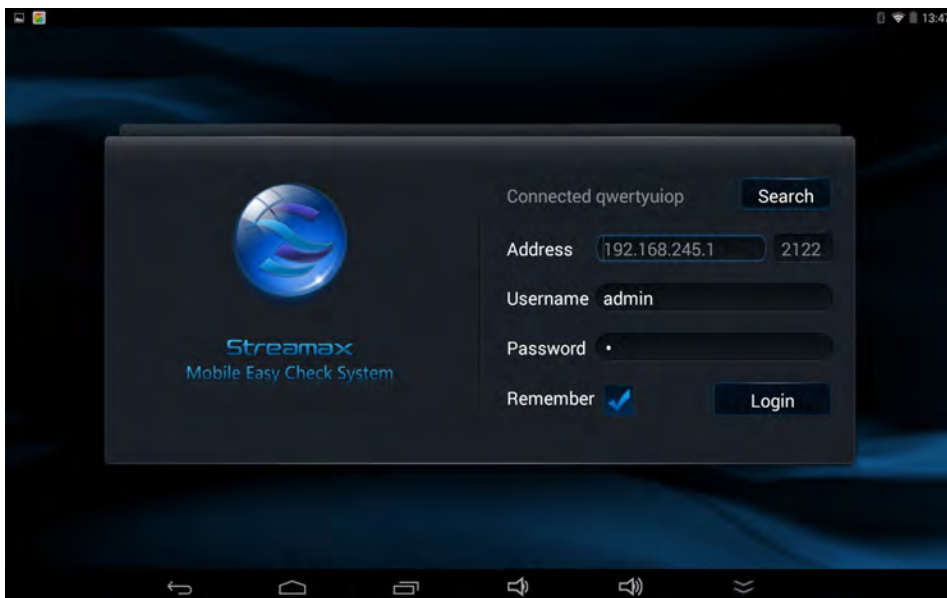 13:47
Connected qwertyuiop
Search
Address
192.168.245.1
2122
Username
admin
Streamax
Mobile Easy Check System
Password
•
Remember
Login